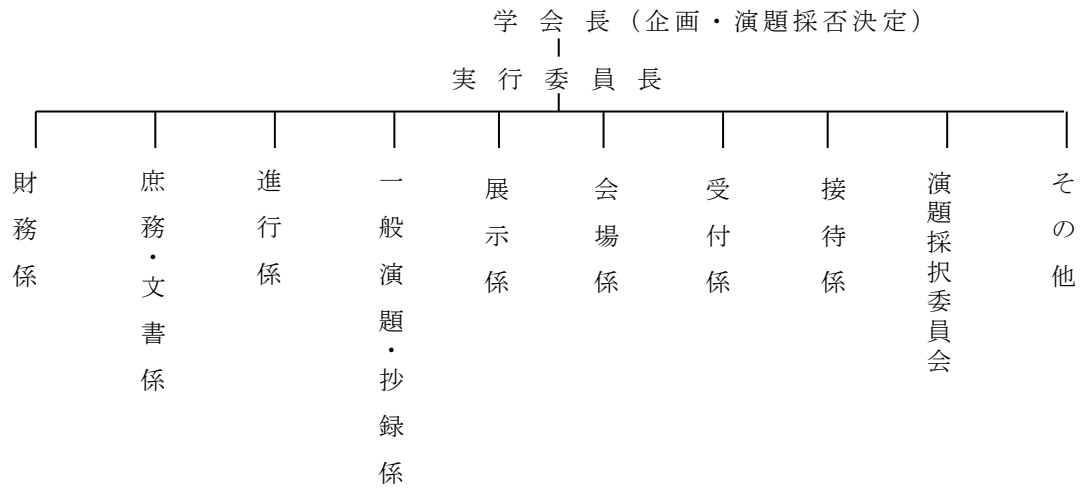 学会長（企画・演題採否決定）
実行委員長
財務係
庶務・文書係
進行係
一般演題・抄録係
展示係
会場係
受付係
接待係
演題採択委員会
その他